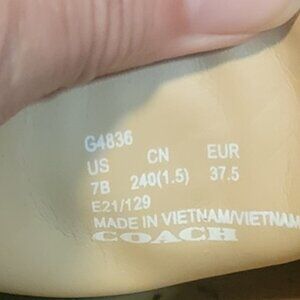 G4836
US CN EUR
7B 240(1.5) 37.5
E21/129
MADE IN VIETNAM/VIETNAM
COACH